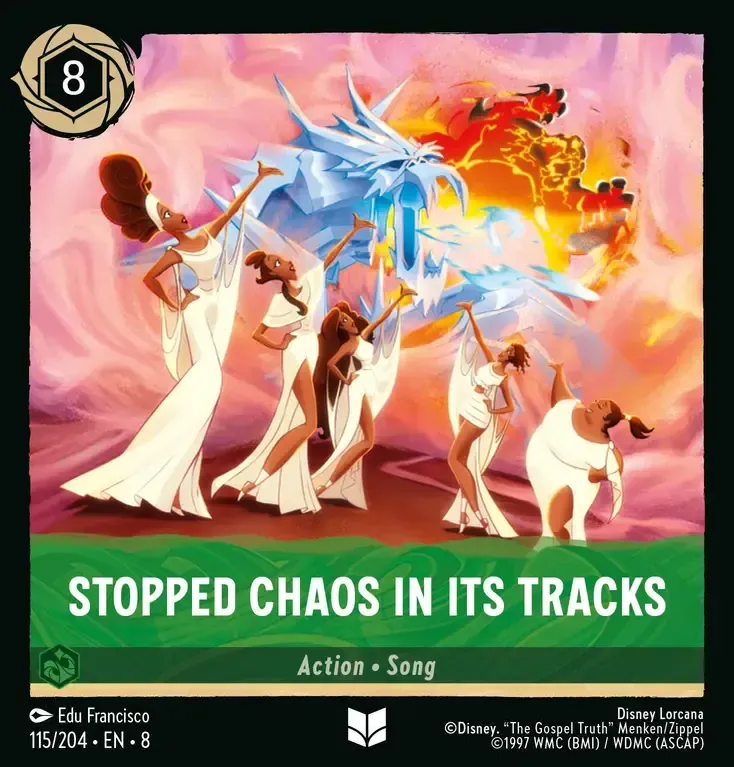 8
STOPPED CHAOS IN ITS TRACKS
Action • Song
Edu Francisco
115/204 • EN • 8
Disney Lorcana
©Disney. “The Gospel Truth” Menken/Zippel
©1997 WMC (BMI) / WDMC (ASCAP)